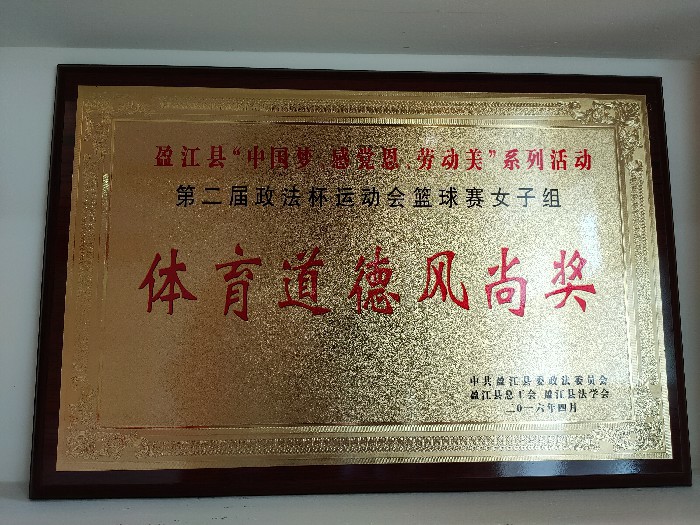 盈江县“中国梦 感党恩 劳动美”系列活动
第二届政法杯运动会篮球赛女子组
体育道德风尚奖
中共盈江县委政法委员会
盈江县总工会 盈江县法学会
二〇一六年四月